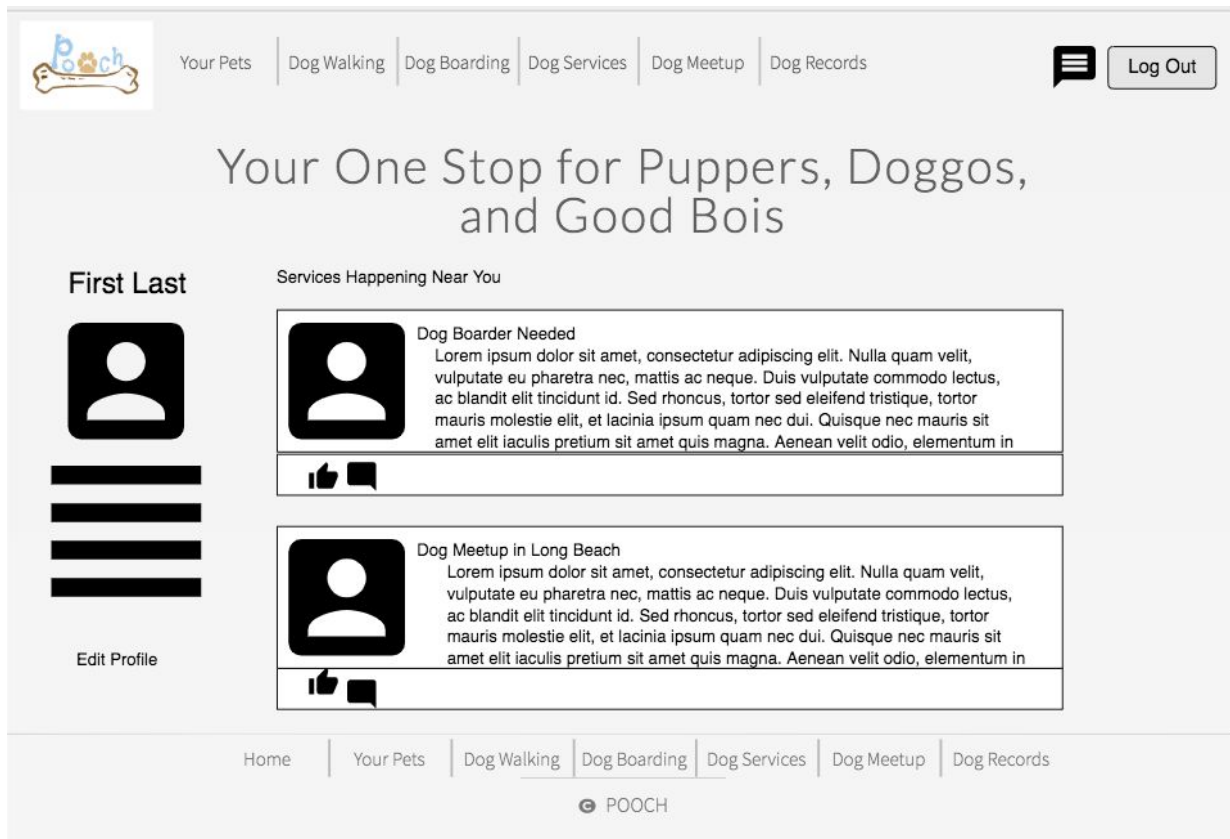 Pooch
Your Pets
Dog Walking
Dog Boarding
Dog Services
Dog Meetup
Dog Records
Log Out
Your One Stop for Puppers, Doggos,
and Good Bois
First Last
Edit Profile
Services Happening Near You
Dog Boarder Needed
Lorem ipsum dolor sit amet, consectetur adipiscing elit. Nulla quam velit,
vulputate eu pharetra nec, mattis ac neque. Duis vulputate commodo lectus,
ac blandit elit tincidunt id. Sed rhoncus, tortor sed eleifend tristique, tortor
mauris molestie elit, et lacinia ipsum quam nec dui. Quisque nec mauris sit
amet elit iaculis pretium sit amet quis magna. Aenean velit odio, elementum in
Dog Meetup in Long Beach
Lorem ipsum dolor sit amet, consectetur adipiscing elit. Nulla quam velit,
vulputate eu pharetra nec, mattis ac neque. Duis vulputate commodo lectus,
ac blandit elit tincidunt id. Sed rhoncus, tortor sed eleifend tristique, tortor
mauris molestie elit, et lacinia ipsum quam nec dui. Quisque nec mauris sit
amet elit iaculis pretium sit amet quis magna. Aenean velit odio, elementum in
Home
Your Pets
Dog Walking
Dog Boarding
Dog Services
Dog Meetup
Dog Records
© POOCH